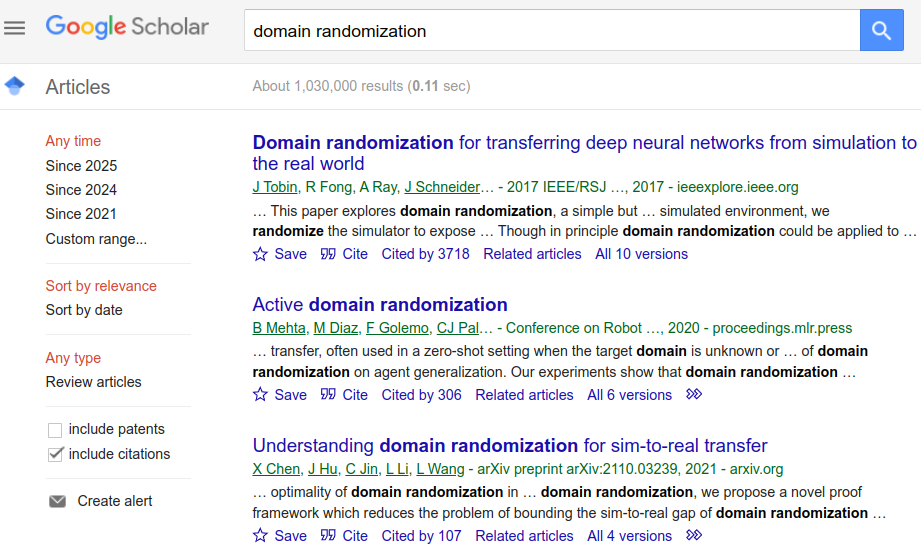 Google Scholar
domain randomization
Articles
About 1,030,000 results (0.11 sec)
Any time
Since 2025
Since 2024
Since 2021
Custom range...
Sort by relevance
Sort by date
Any type
Review articles
include patents
include citations
Create alert
Domain randomization for transferring deep neural networks from simulation to
the real world
J Tobin, R Fong, A Ray, J Schneider… - 2017 IEEE/RSJ …, 2017 - ieeexplore.ieee.org
… This paper explores domain randomization, a simple but … simulated environment, we
randomize the simulator to expose … Though in principle domain randomization could be applied to …
Save Cite Cited by 3718 Related articles All 10 versions
Active domain randomization
B Mehta, M Diaz, F Golemo, CJ Pal… - Conference on Robot …, 2020 - proceedings.mlr.press
… transfer, often used in a zero-shot setting when the target domain is unknown or … of domain
randomization on agent generalization. Our experiments show that domain randomization …
Save Cite Cited by 306 Related articles All 6 versions
Understanding domain randomization for sim-to-real transfer
X Chen, J Hu, C Jin, L Li, L Wang - arXiv preprint arXiv:2110.03239, 2021 - arxiv.org
… optimality of domain randomization in … domain randomization, we propose a novel proof
framework which reduces the problem of bounding the sim-to-real gap of domain randomization …
Save Cite Cited by 107 Related articles All 4 versions